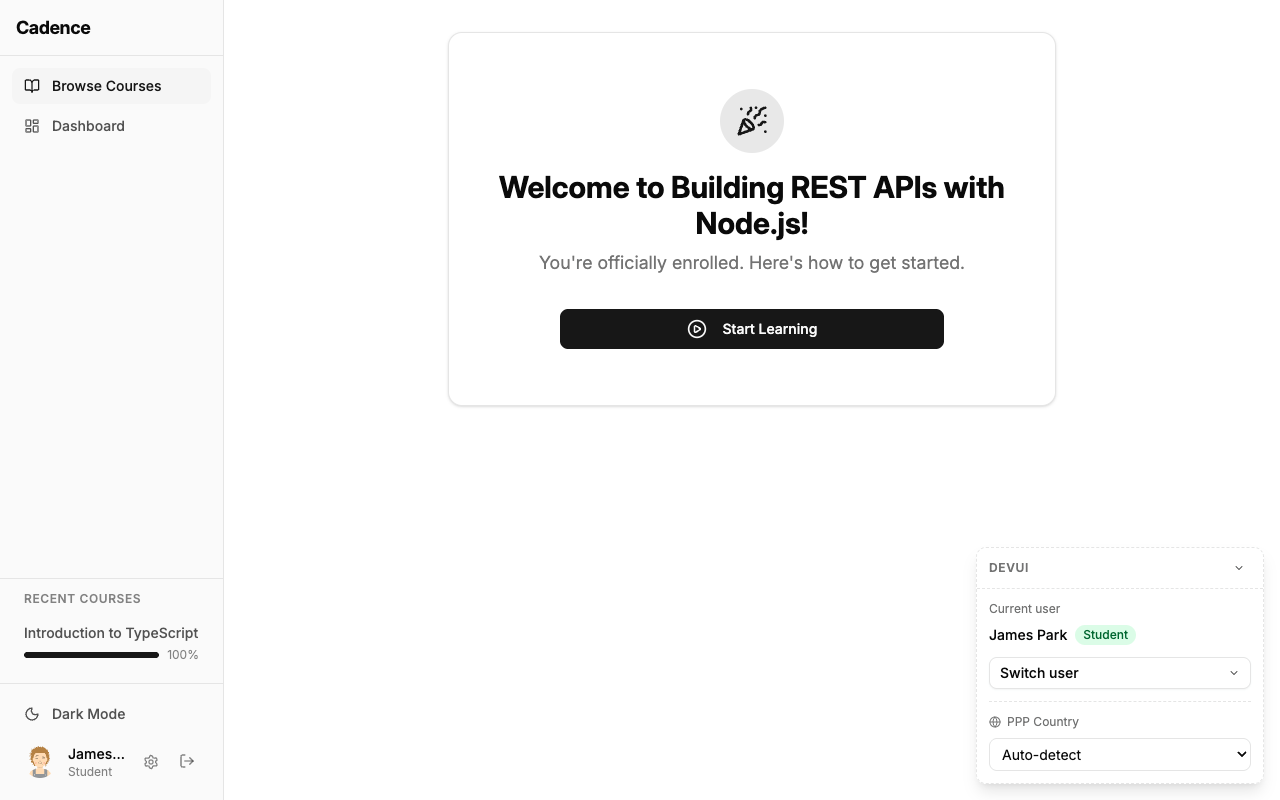 Cadence
Browse Courses
Dashboard
Welcome to Building REST APIs with
Node.js!
You're officially enrolled. Here's how to get started.
Start Learning
RECENT COURSES
Introduction to TypeScript
100%
Dark Mode
James...
Student
DEVUI
Current user
James Park Student
Switch user
PPP Country
Auto-detect